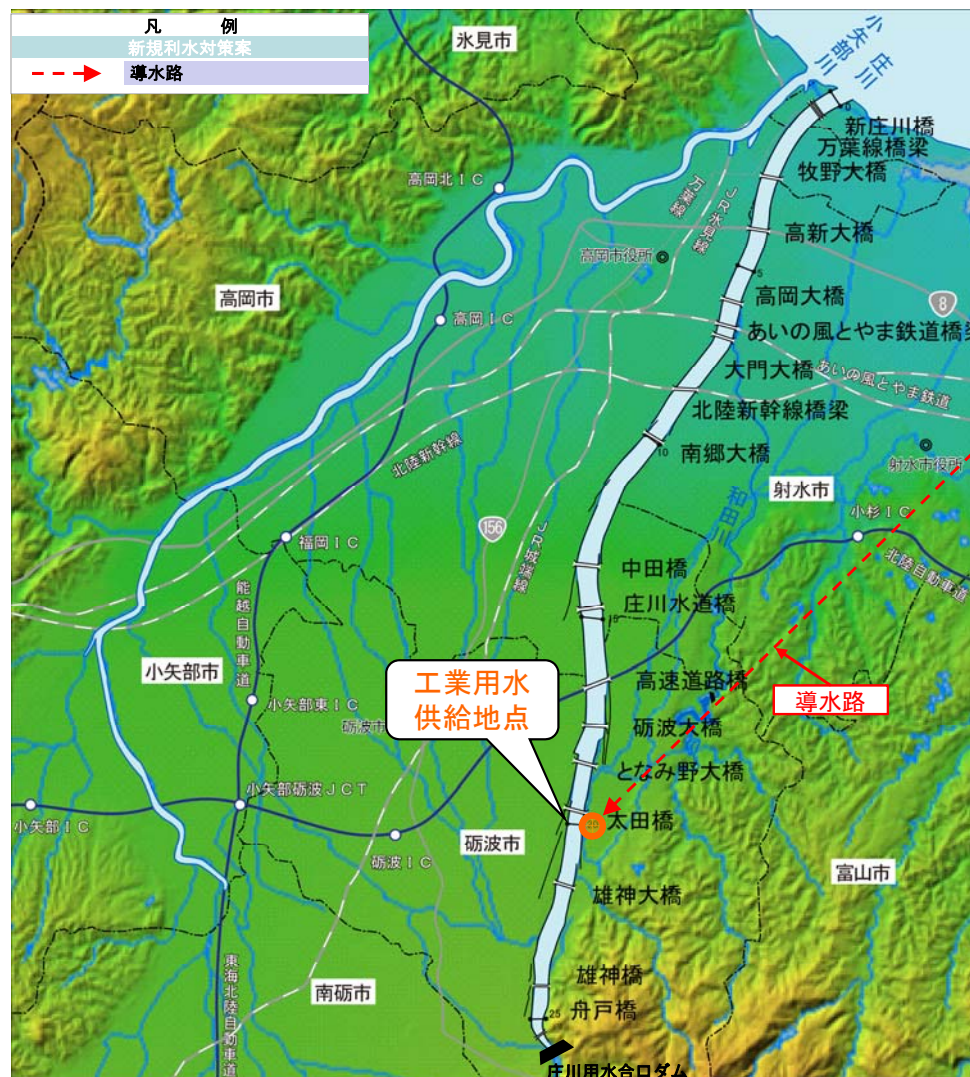 凡 例
新規利水対策案
導水路
氷見市
小矢部川
庄川
0
新庄川橋
万葉線橋梁
牧野大橋
高岡北IC
万葉線
JR氷見線
高岡市役所
高新大橋
5
高岡市
高岡大橋
8
高岡IC
あいの風とやま鉄道橋梁
大門大橋
あいの風とやま鉄道
北陸新幹線橋梁
北陸新幹線
南郷大橋
10
射水市役所
射水市
和田川
小杉IC
156
JR城端線
福岡IC
中田橋
北陸自動車道
能越自動車道
庄川水道橋
15
小矢部市
工業用水
供給地点
高速道路橋
導水路
小矢部東IC
砺波市
砺波大橋
となみ野大橋
小矢部砺波JCT
小矢部IC
20
太田橋
砺波市
砺波IC
富山市
雄神大橋
東海北陸自動車道
南砺市
雄神橋
舟戸橋
25
庄川用水合口ダム